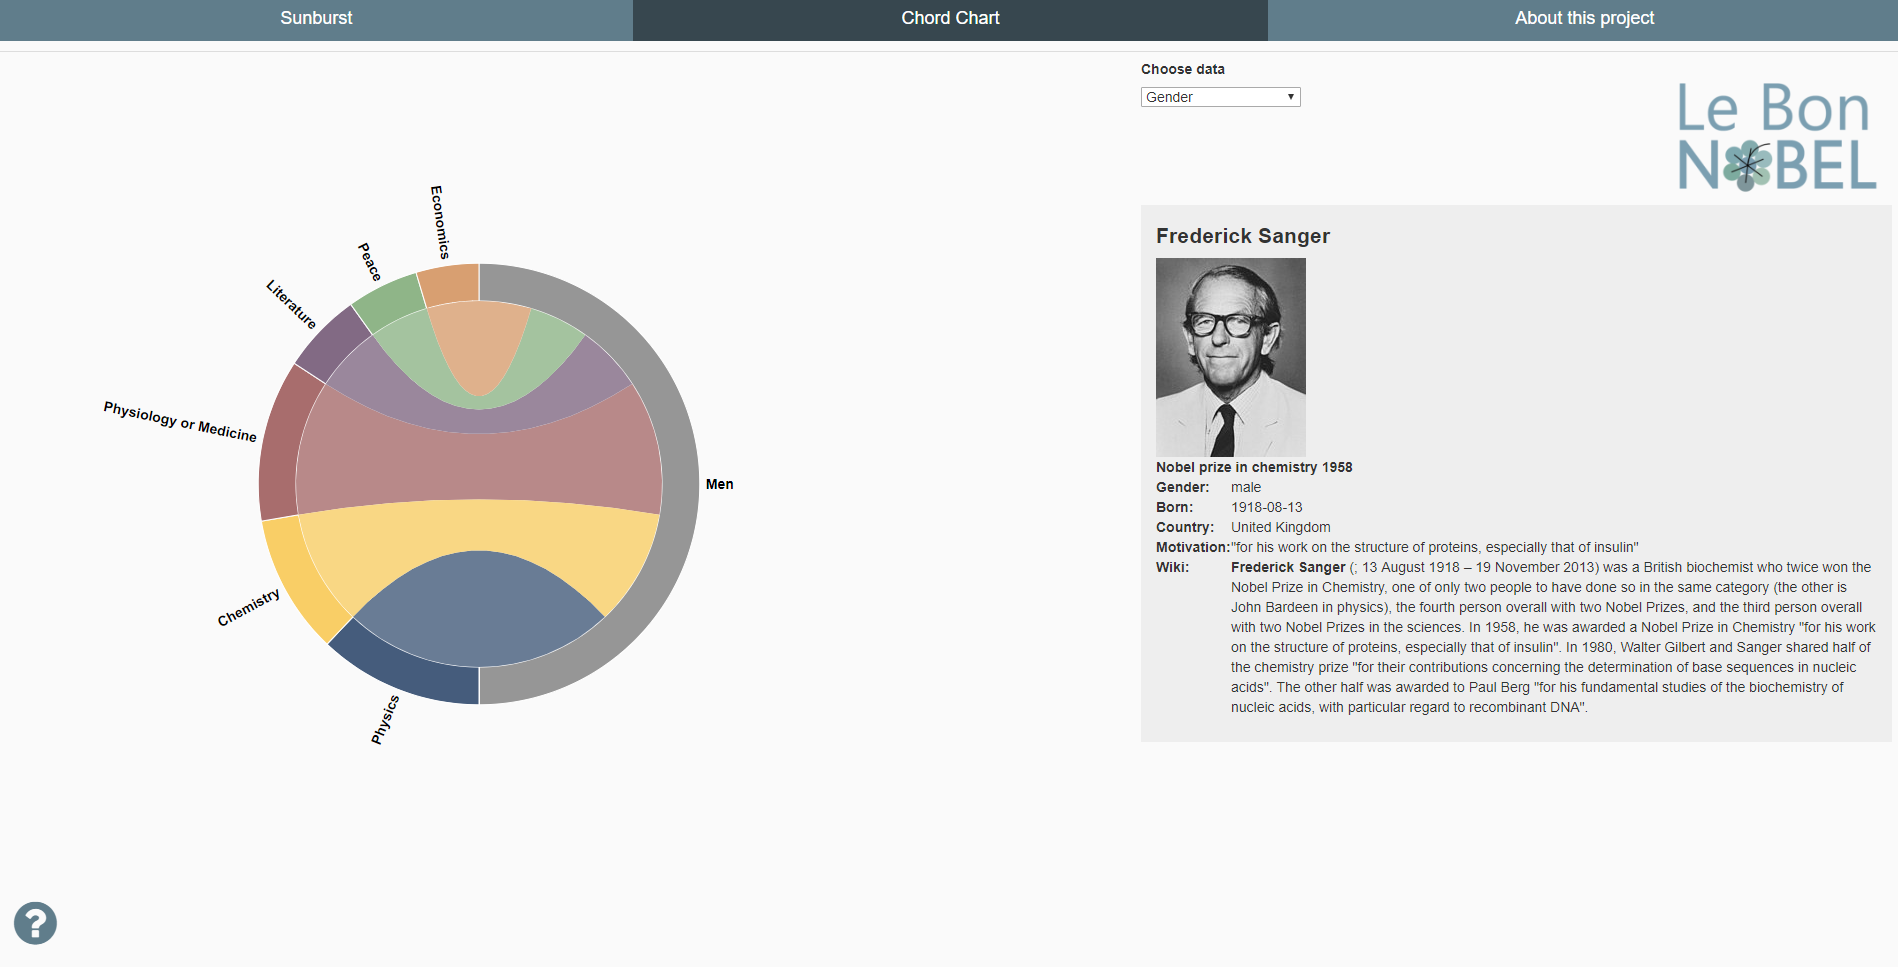 Sunburst
Chord Chart
About this project
Choose data
Gender
Le Bon
NOBEL
Economics
Peace
Literature
Physiology or Medicine
Men
Chemistry
Physics
Frederick Sanger
Nobel prize in chemistry 1958
Gender: male
Born: 1918-08-13
Country: United Kingdom
Motivation:"for his work on the structure of proteins, especially that of insulin"
Wiki: Frederick Sanger (; 13 August 1918 – 19 November 2013) was a British biochemist who twice won the
Nobel Prize in Chemistry, one of only two people to have done so in the same category (the other is
John Bardeen in physics), the fourth person overall with two Nobel Prizes, and the third person overall
with two Nobel Prizes in the sciences. In 1958, he was awarded a Nobel Prize in Chemistry "for his work
on the structure of proteins, especially that of insulin". In 1980, Walter Gilbert and Sanger shared half of
the chemistry prize "for their contributions concerning the determination of base sequences in nucleic
acids". The other half was awarded to Paul Berg "for his fundamental studies of the biochemistry of
nucleic acids, with particular regard to recombinant DNA".
?